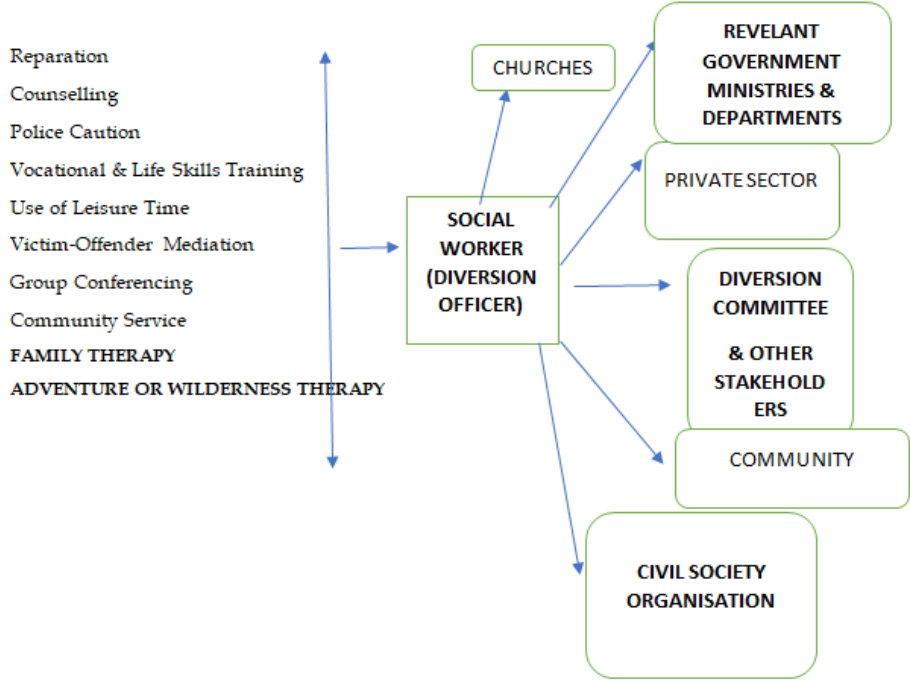 Reparation
Counselling
Police Caution
Vocational & Life Skills Training
Use of Leisure Time
Victim-Offender Mediation
Group Conferencing
Community Service
FAMILY THERAPY
ADVENTURE OR WILDERNESS THERAPY
SOCIAL
WORKER
(DIVERSION
OFFICER)
CHURCHES
REVELANT
GOVERNMENT
MINISTRIES &
DEPARTMENTS
PRIVATE SECTOR
DIVERSION
COMMITTEE
& OTHER
STAKEHOLD
ERS
COMMUNITY
CIVIL SOCIETY
ORGANISATION